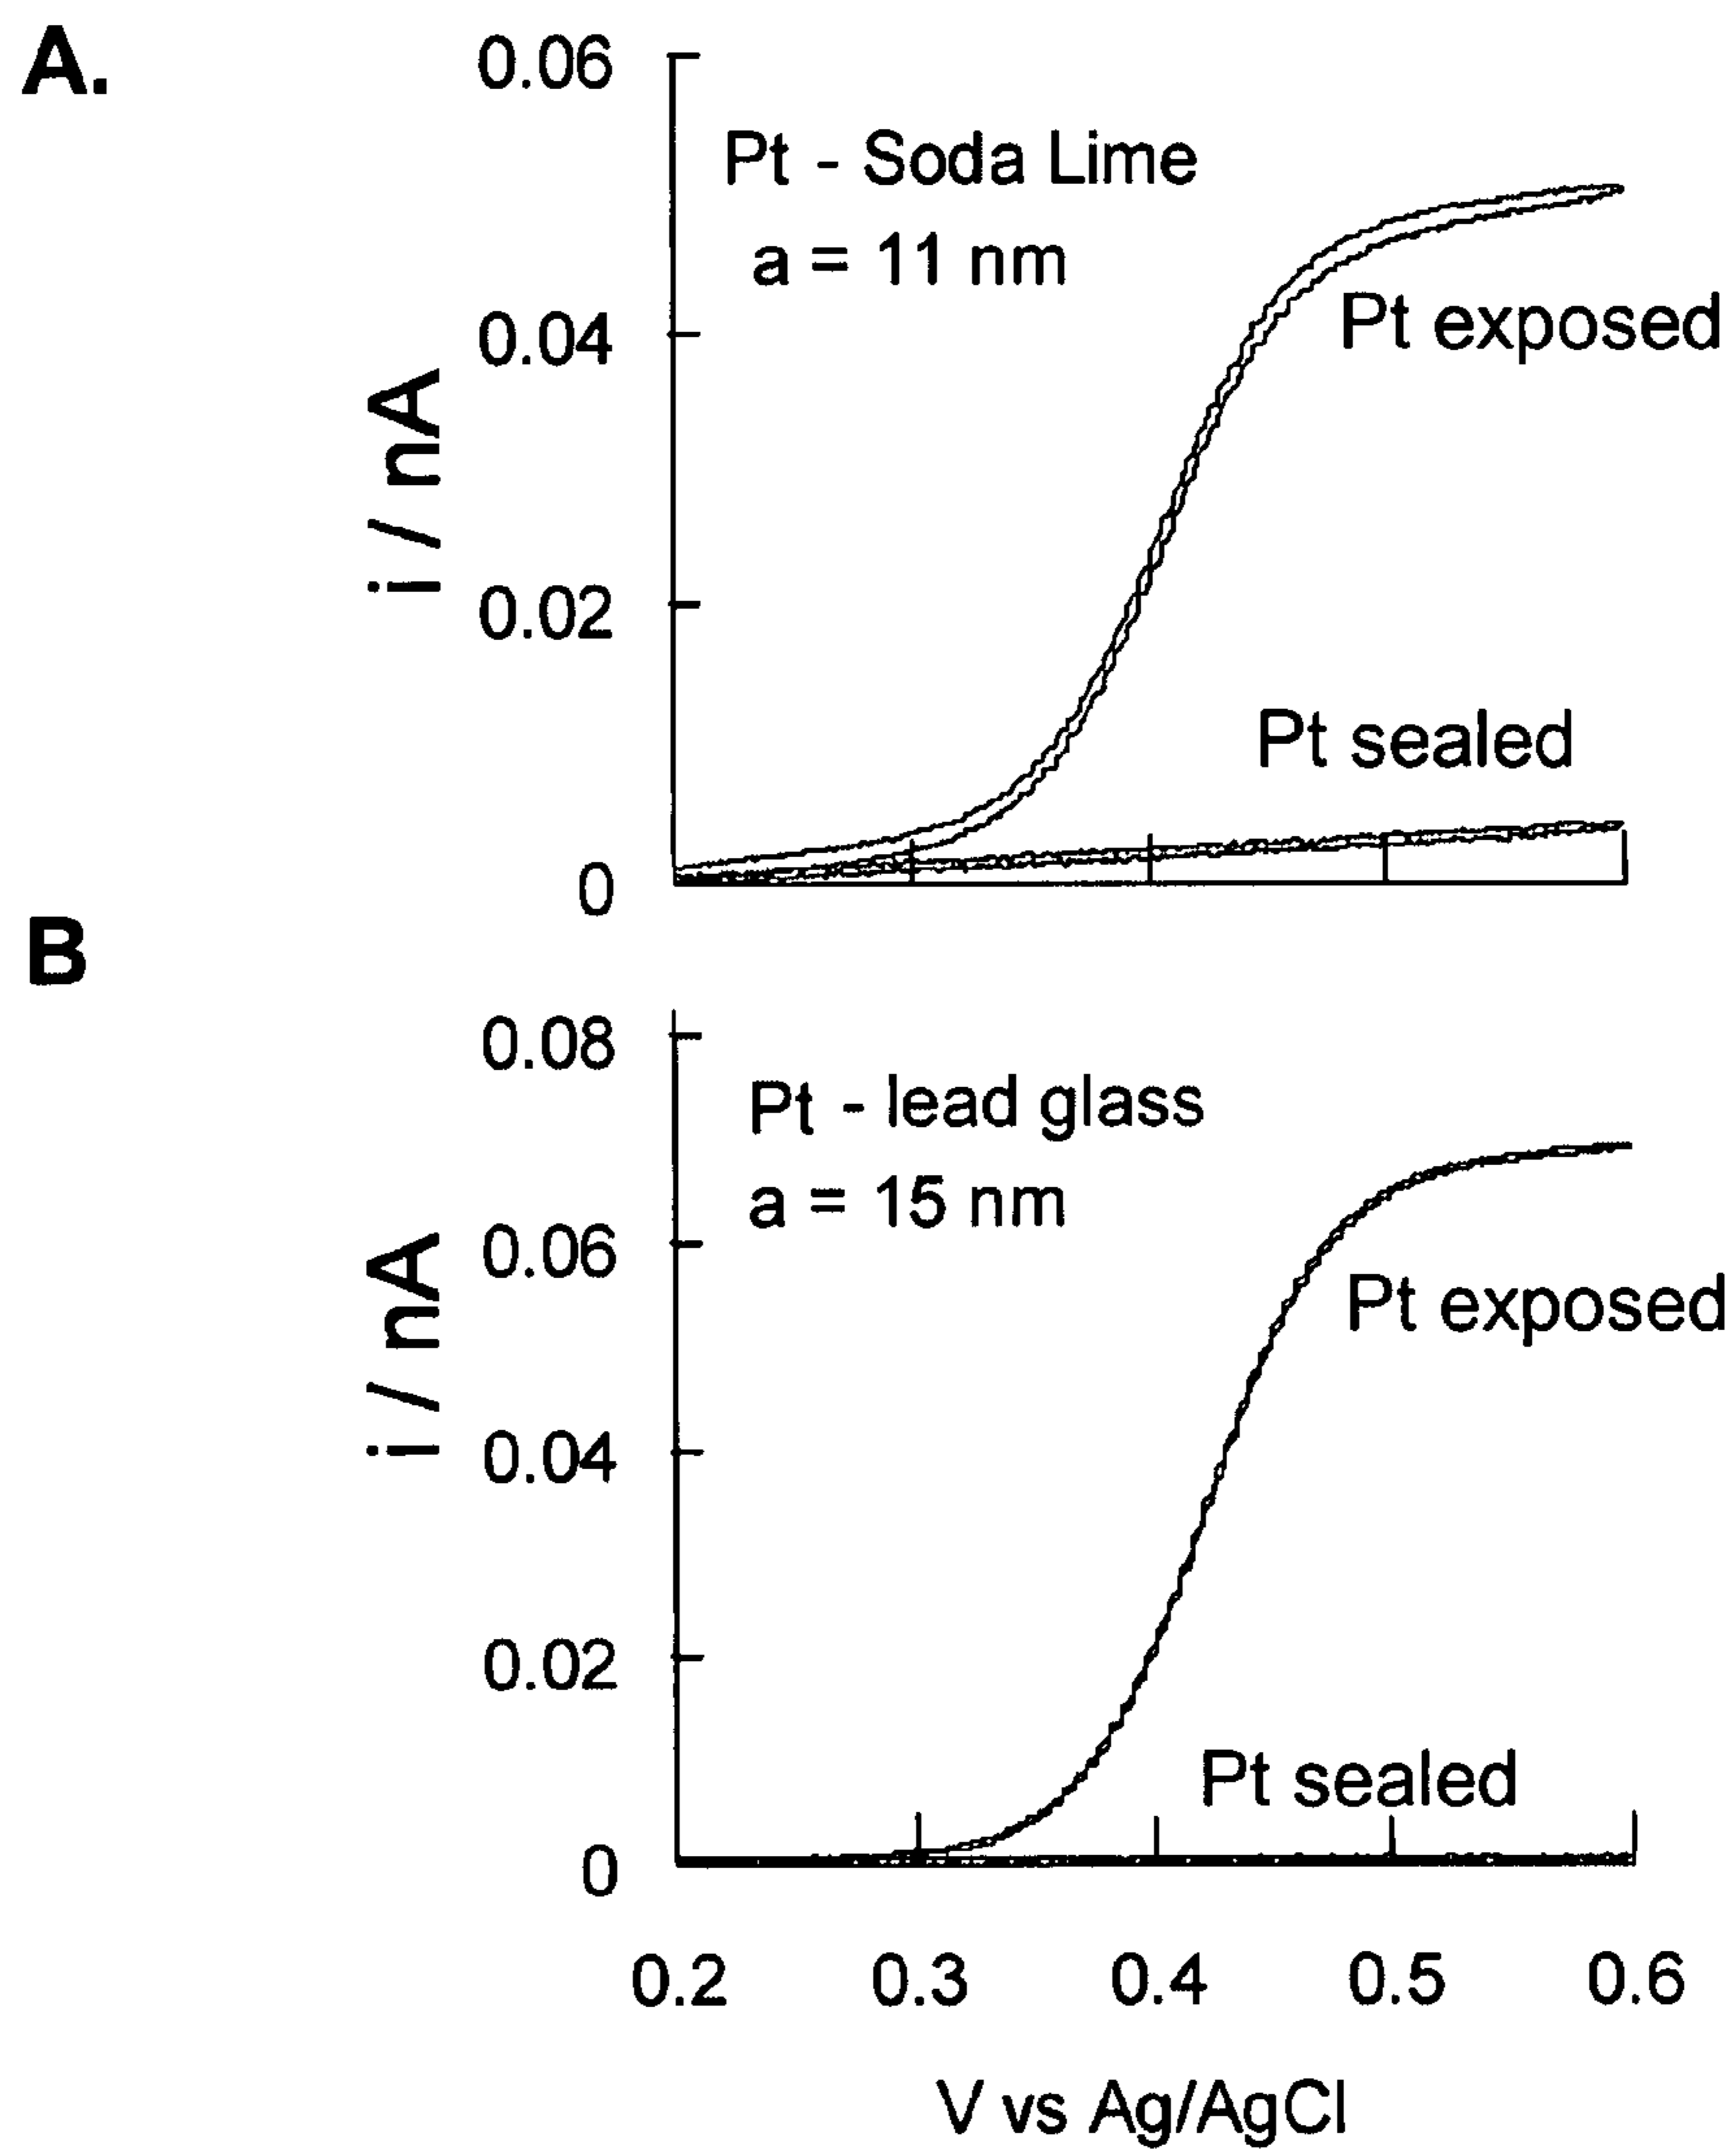 A.
0.06
Pt - Soda Lime
a = 11 nm
Pt exposed
0.04
i / nA
0.02
Pt sealed
0
B
0.08
Pt - lead glass
a = 15 nm
0.06
Pt exposed
i / nA
0.04
0.02
Pt sealed
0
0.2 0.3 0.4 0.5 0.6
V vs Ag/AgCl